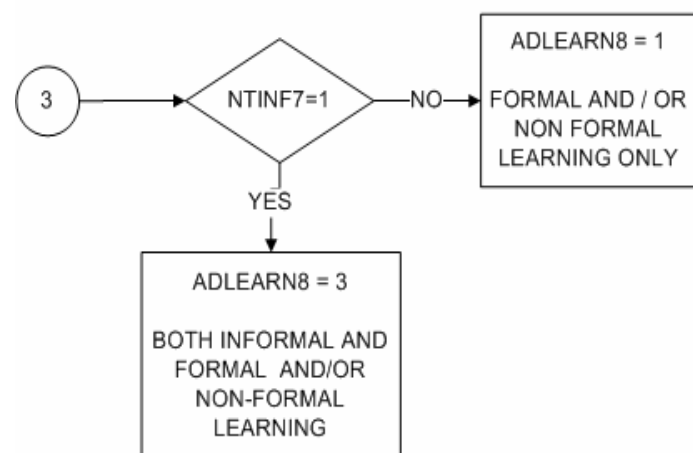 3
NTINF7=1
NO
ADLEARN8 = 1
FORMAL AND / OR
NON FORMAL
LEARNING ONLY
YES
ADLEARN8 = 3
BOTH INFORMAL AND
FORMAL AND/OR
NON-FORMAL
LEARNING